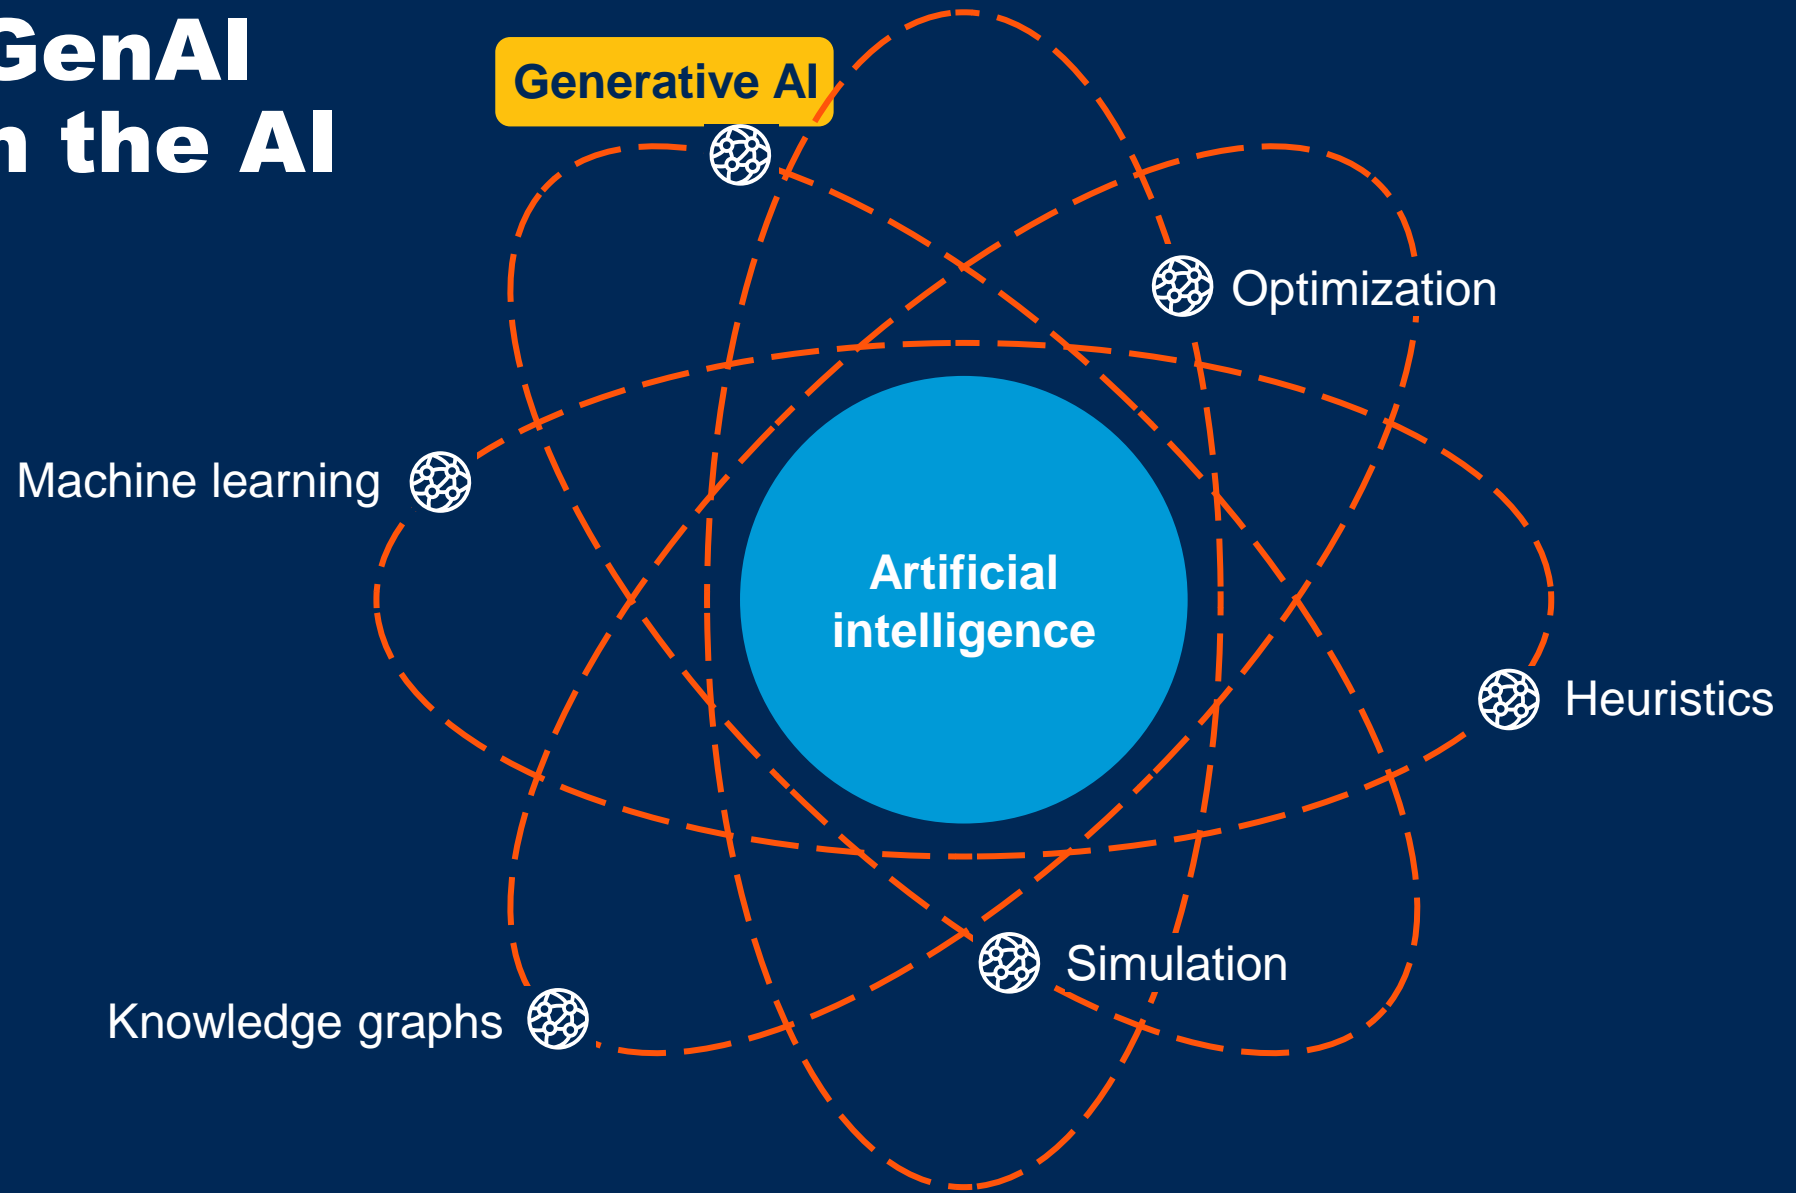 GenAI
n the AI
Generative AI
Optimization
Machine learning
Artificial
intelligence
Heuristics
Simulation
Knowledge graphs